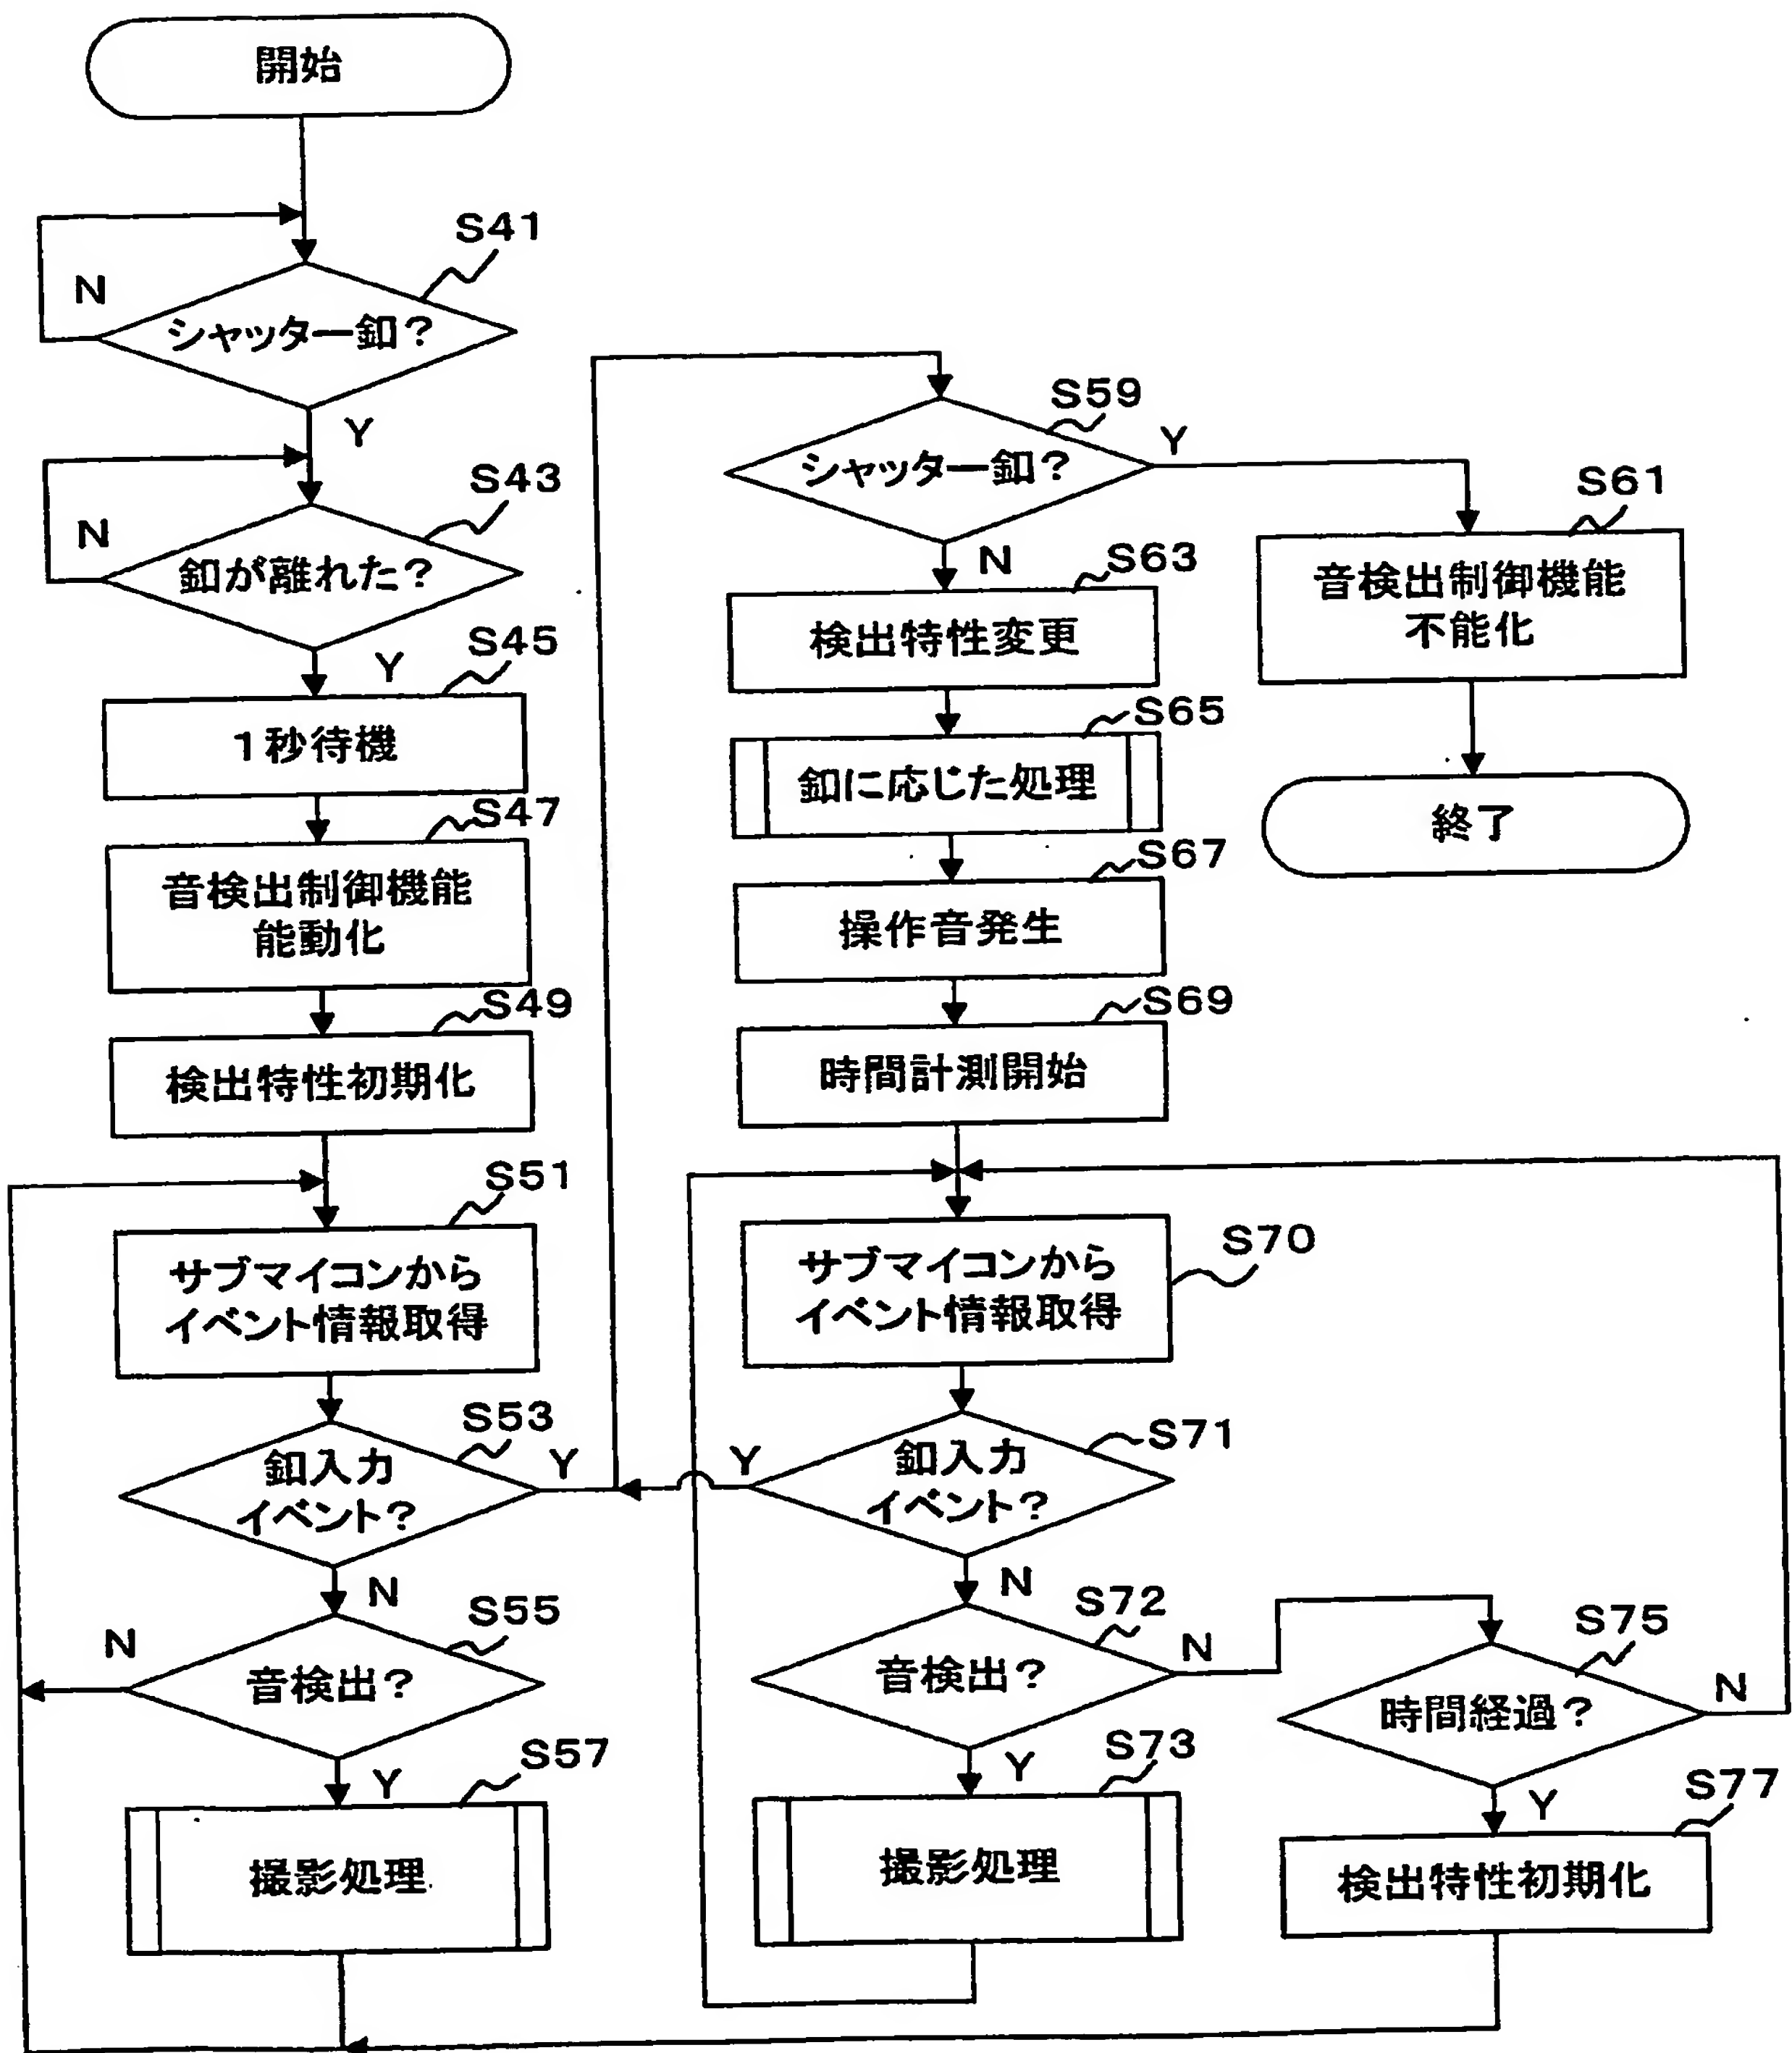 開始
S41
N
シャッター釦?
Y
S43
N
釦が離れた?
Y
S45
1秒待機
S47
音検出制御機能
能動化
S49
検出特性初期化
S51
サブマイコンから
イベント情報取得
S53
釦入力
イベント?
Y
N
S55
N
音検出?
Y
S57
撮影処理
S59
シャッター釦?
Y
N
S61
音検出制御機能
不能化
終了
S63
検出特性変更
S65
釦に応じた処理
S67
操作音発生
S69
時間計測開始
S70
サブマイコンから
イベント情報取得
S71
Y
釦入力
イベント?
N
S72
音検出?
N
Y
S73
撮影処理
S75
時間経過?
N
Y
S77
検出特性初期化